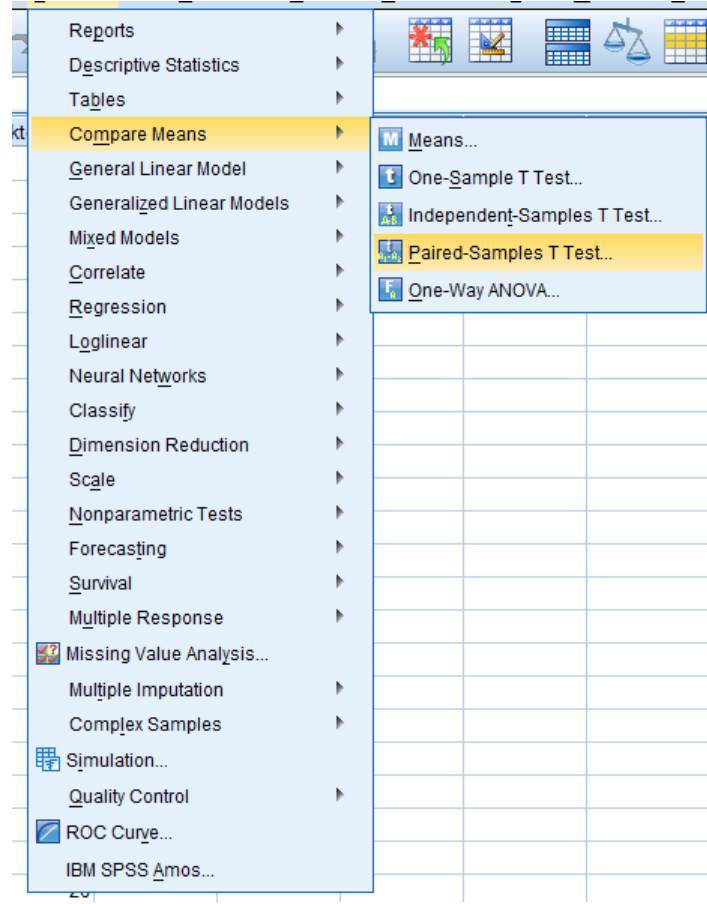 Reports
Descriptive Statistics
Tables
kt
Compare Means
General Linear Model
Generalized Linear Models
Mixed Models
Correlate
Regression
Loglinear
Neural Networks
Classify
Dimension Reduction
Scale
Nonparametric Tests
Forecasting
Survival
Multiple Response
Missing Value Analysis...
Multiple Imputation
Complex Samples
Simulation...
Quality Control
ROC Curve...
IBM SPSS Amos...
M Means...
t One-Sample T Test...
Independent-Samples T Test...
Paired-Samples T Test...
One-Way ANOVA...